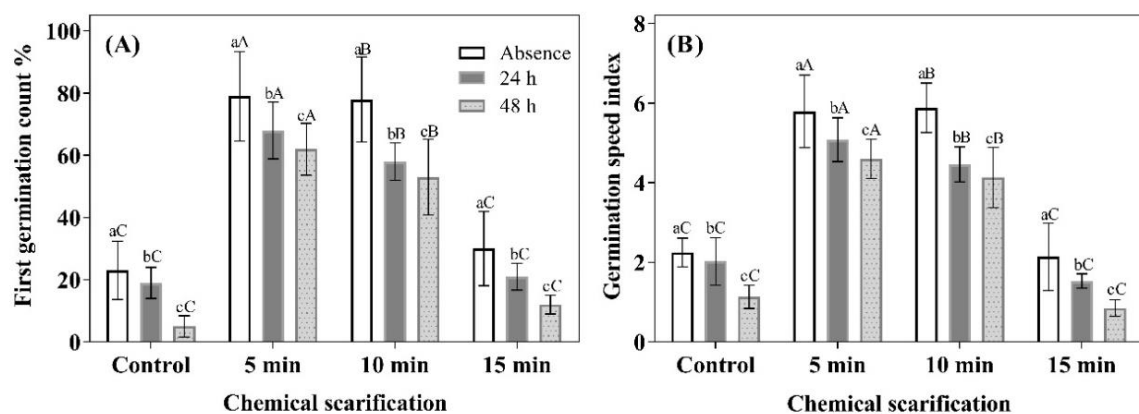 (A)
First germination count %
100
80
60
40
20
0
Absence
24 h
48 h
aA
bA
cA
aB
bB
cB
aC
bC
cC
aC
bC
cC
Control
5 min
10 min
15 min
Chemical scarification
(B)
Germination speed index
8
6
4
2
0
aA
bA
cA
aB
bB
cB
aC
bC
cC
aC
bC
cC
Control
5 min
10 min
15 min
Chemical scarification